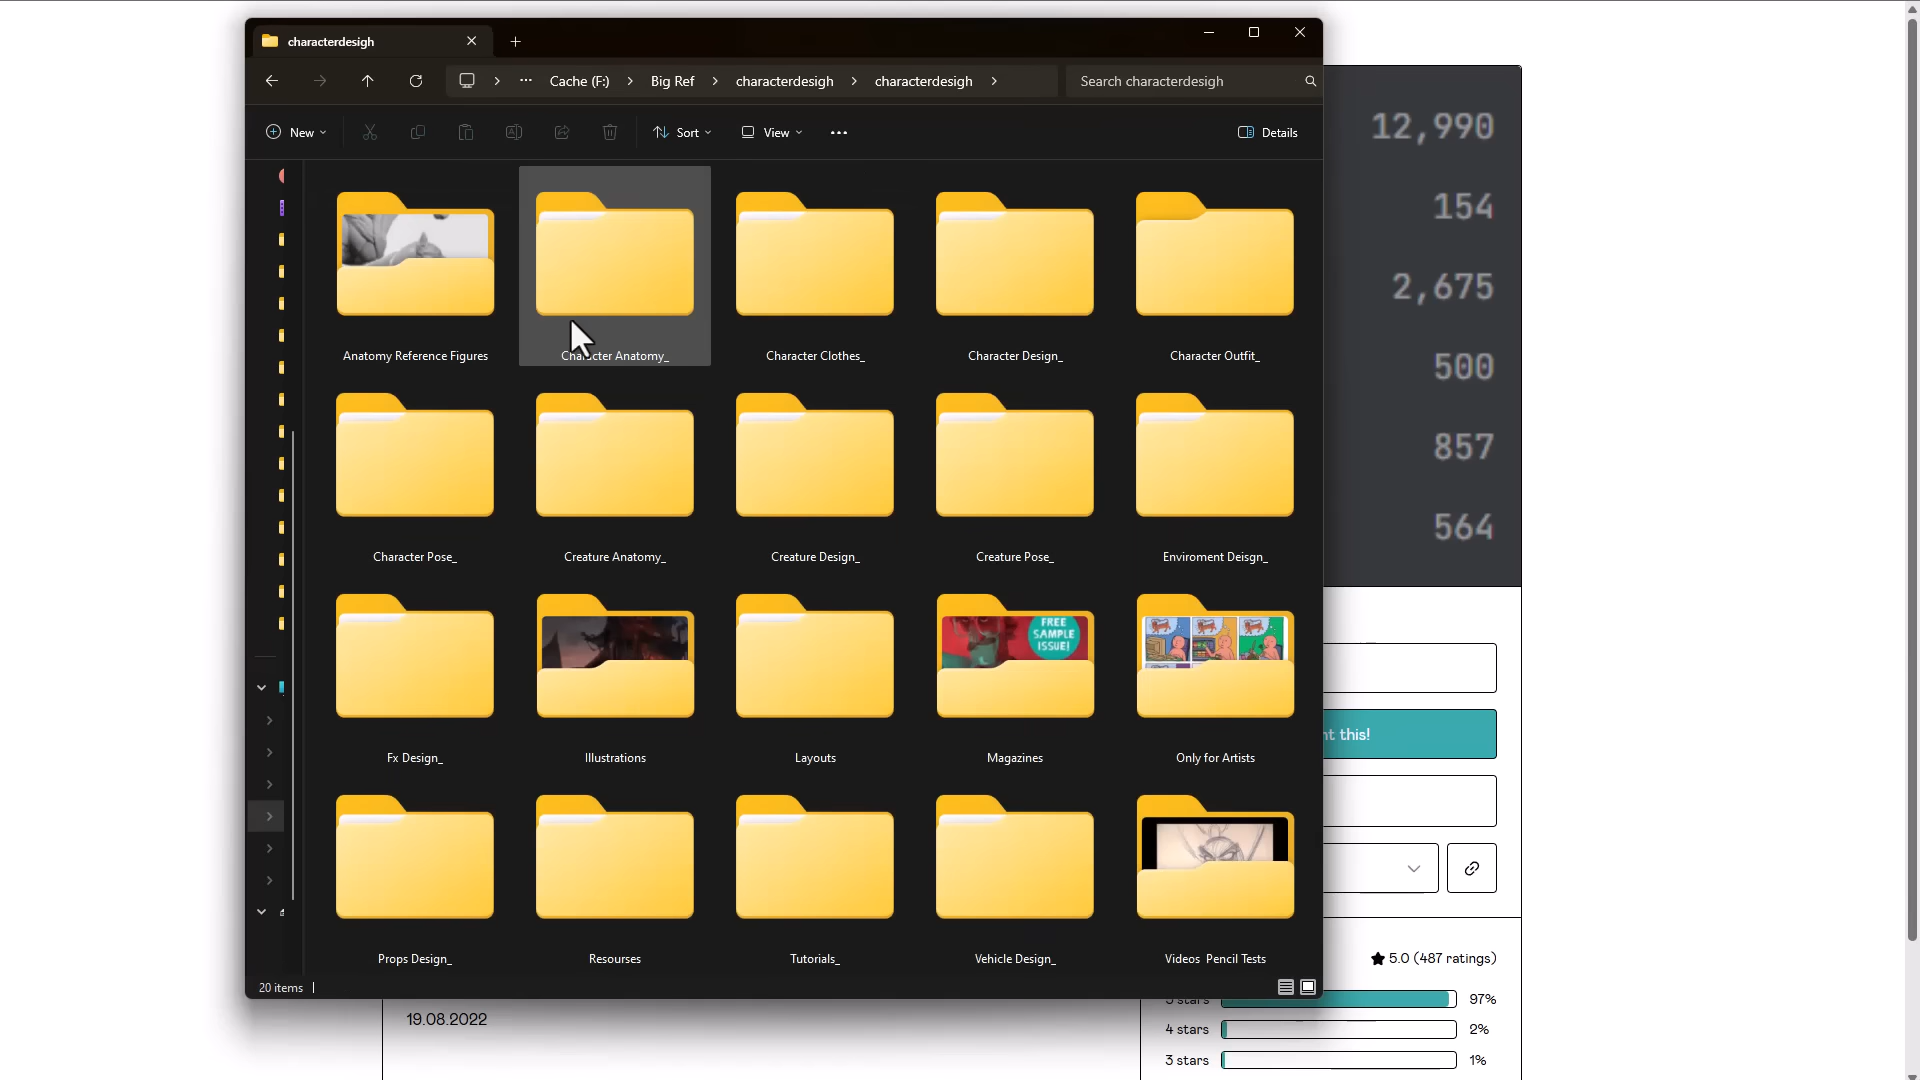 characterdesigh
Cache (F:) Big Ref characterdesigh characterdesigh
Search characterdesigh
New
Sort
View
Details
Anatomy Reference Figures
Character Anatomy_
Character Clothes_
Character Design_
Character Outfit_
Character Pose_
Creature Anatomy_
Creature Design_
Creature Pose_
Enviroment Deisgn_
FREE
SAMPLE
ISSUE!
Fx Design_
Illustrations
Layouts
Magazines
Only for Artists
Props Design_
Resourses
Tutorials_
Vehicle Design_
Videos Pencil Tests
20 items
12,990
154
2,675
500
857
564
this!
5.0 (487 ratings)
5 stars 97%
4 stars 2%
3 stars 1%
19.08.2022